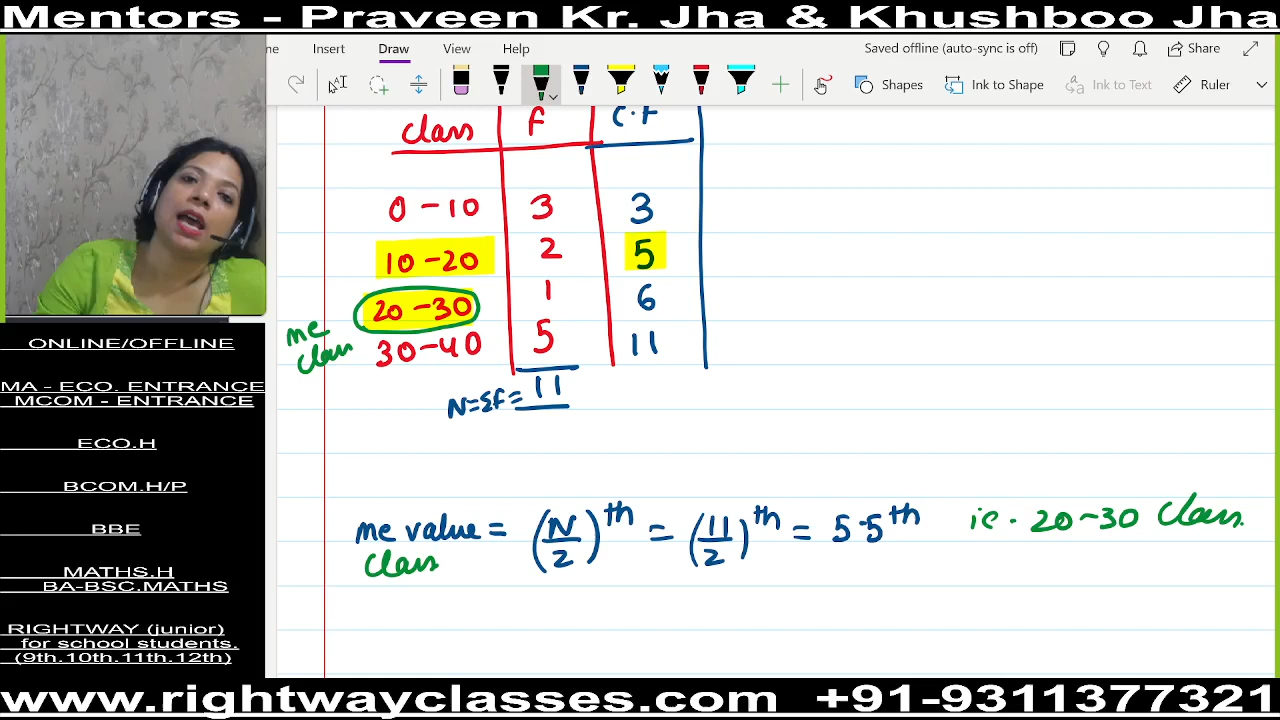 Mentors - Praveen Kr. Jha & Khushboo Jha
Insert Draw View Help Saved offline (auto-sync is off) Share
Shapes Ink to Shape Ink to Text Ruler
class f C.F
0-10 3 3
10-20 2 5
20-30 1 6
me class
30-40 5 11
N=Σf= 11
me value = (N/2)th = (11/2)th = 5.5th ie. 20-30 class.
class
ONLINE/OFFLINE
MA - ECO. ENTRANCE
MCOM - ENTRANCE
ECO.H
BCOM.H/P
BBE
MATHS.H
BA-BSC.MATHS
RIGHTWAY (junior)
for school students.
(9th.10th.11th.12th)
www.rightwayclasses.com +91-9311377321